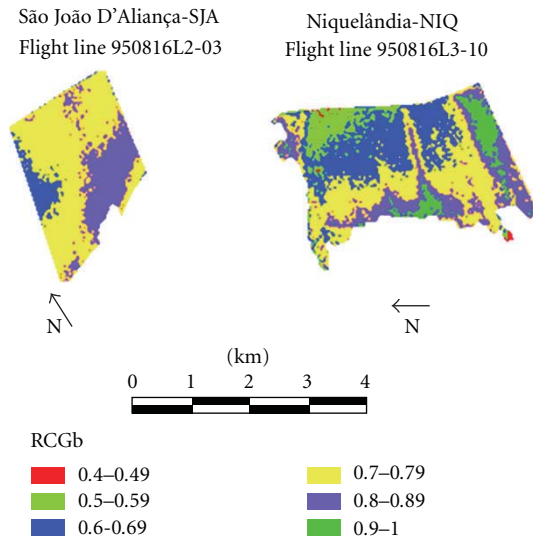 São João D'Aliança-SJA
Flight line 950816L2-03
Niquelândia-NIQ
Flight line 950816L3-10
N
N
(km)
0 1 2 3 4
RCGb
0.4–0.49
0.5–0.59
0.6-0.69
0.7–0.79
0.8–0.89
0.9–1